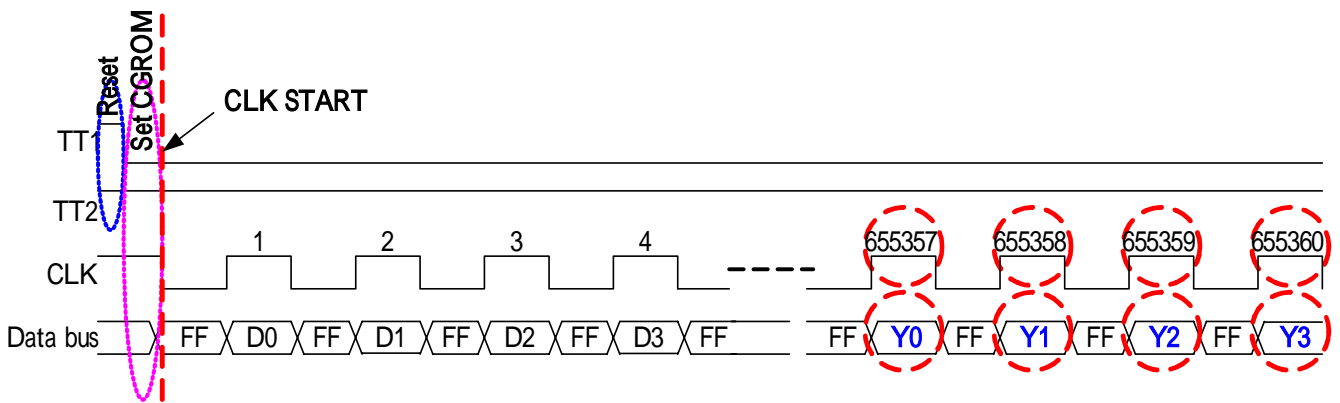 Reset
Set CGROM
CLK START
TT1
TT2
1 2 3 4 655357 655358 655359 655360
CLK
Data bus FF D0 FF D1 FF D2 FF D3 FF FF Y0 FF Y1 FF Y2 FF Y3